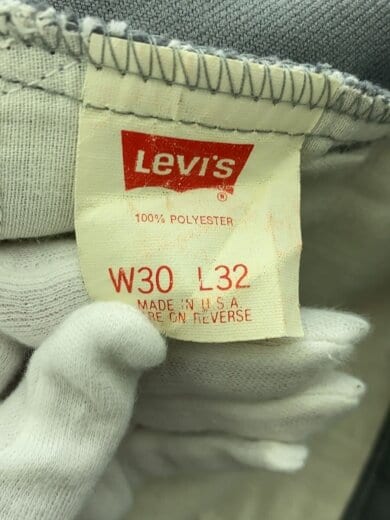 Levi's
®
100% POLYESTER
W30 L32
MADE IN U.S.A.
ON REVERSE